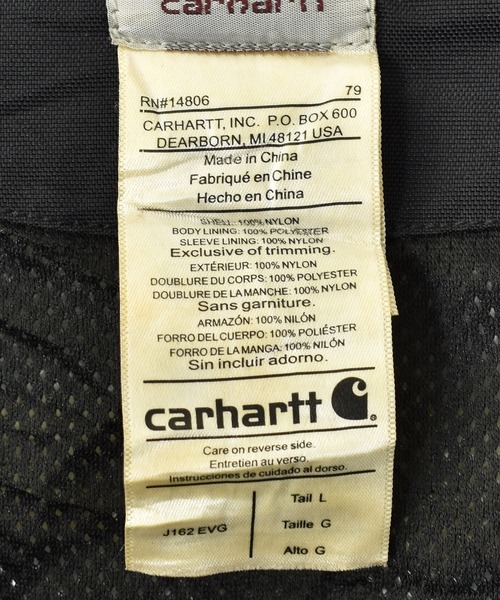 carhartt
RN#14806 79
CARHARTT, INC. P.O. BOX 600
DEARBORN, MI 48121 USA
Made in China
Fabriqué en Chine
Hecho en China
SHELL: 100% NYLON
BODY LINING: 100% POLYESTER
SLEEVE LINING: 100% NYLON
Exclusive of trimming.
EXTÉRIEUR: 100% NYLON
DOUBLURE DU CORPS: 100% POLYESTER
DOUBLURE DE LA MANCHE: 100% NYLON
Sans garniture.
ARMAZÓN: 100% NILÓN
FORRO DEL CUERPO: 100% POLIÉSTER
FORRO DE LA MANGA: 100% NILÓN
Sin incluir adorno.
carhartt
Care on reverse side.
Entretien au verso.
Instrucciones de cuidado al dorso.
J162 EVG
Tall L
Taille G
Alto G